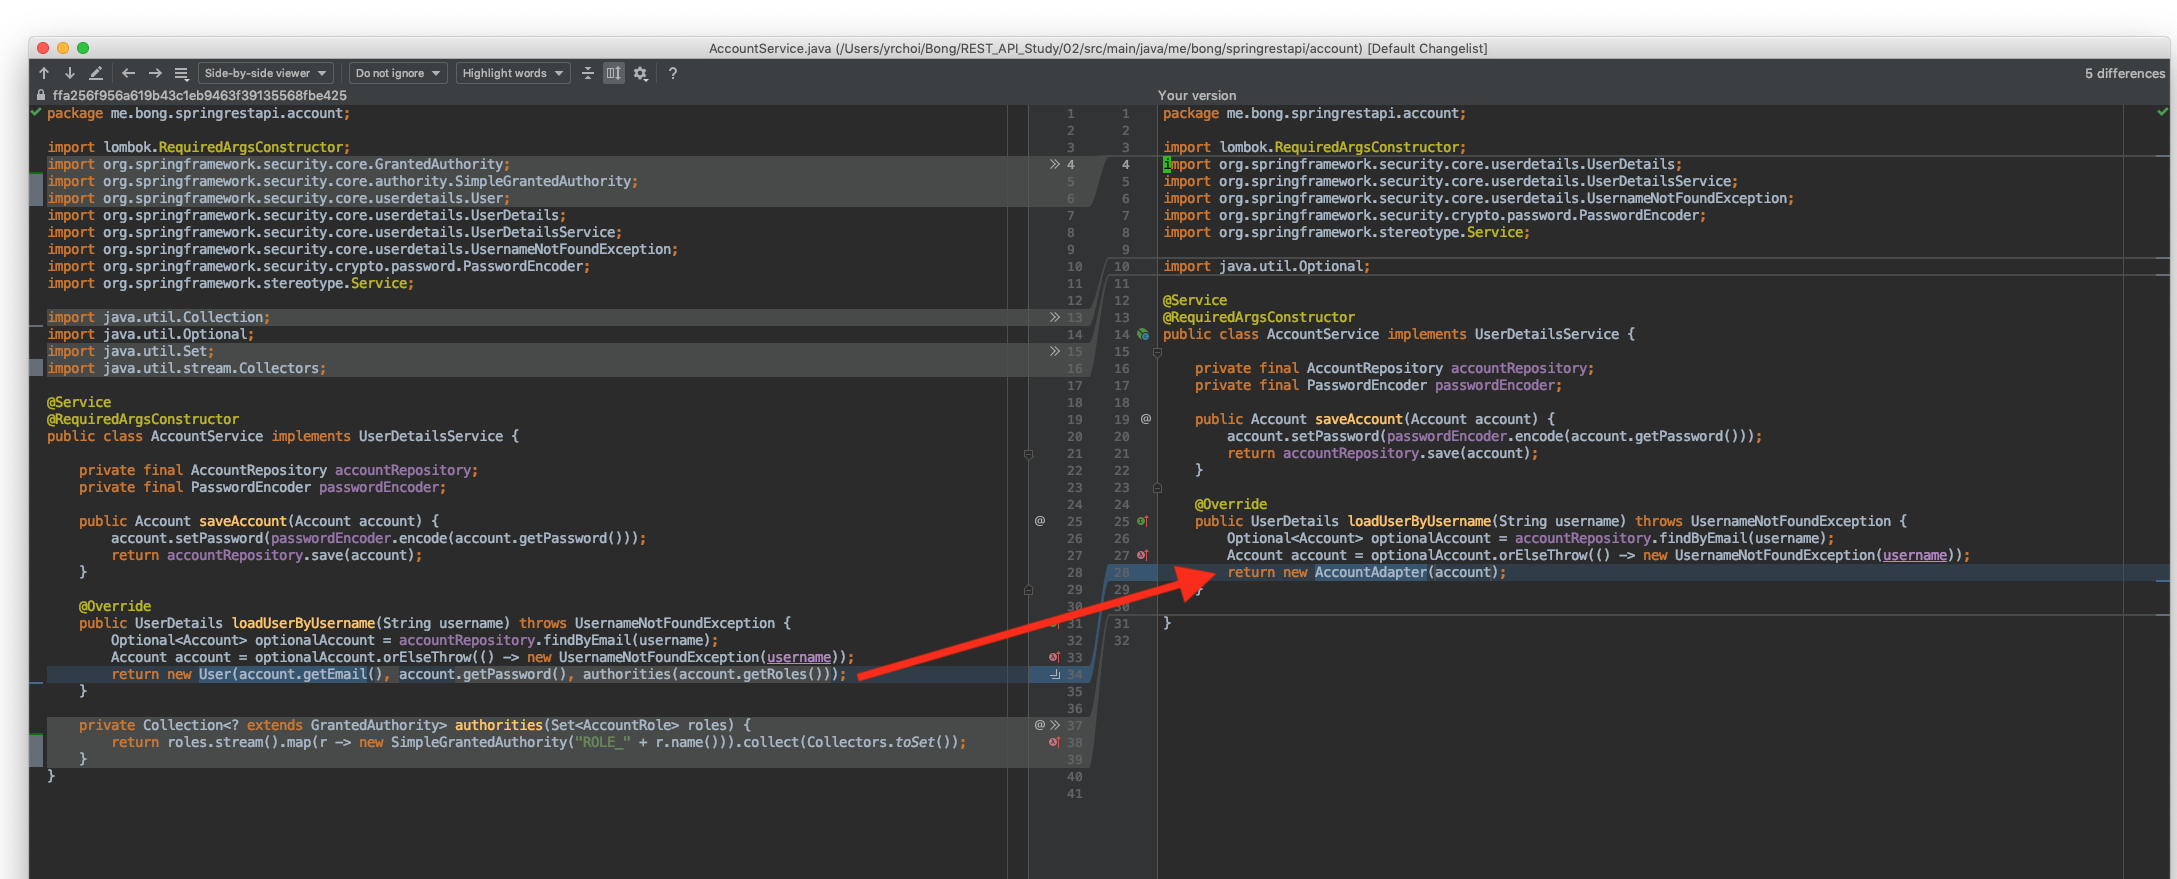 AccountService.java (/Users/yrchoi/Bong/REST_API_Study/02/src/main/java/me/bong/springrestapi/account) [Default Changelist]
Side-by-side viewer Do not ignore Highlight words ? 5 differences
ffa256f956a619b43c1eb9463f39135568fbe425
package me.bong.springrestapi.account;
import lombok.RequiredArgsConstructor;
import org.springframework.security.core.GrantedAuthority;
import org.springframework.security.core.authority.SimpleGrantedAuthority;
import org.springframework.security.core.userdetails.User;
import org.springframework.security.core.userdetails.UserDetails;
import org.springframework.security.core.userdetails.UserDetailsService;
import org.springframework.security.core.userdetails.UsernameNotFoundException;
import org.springframework.security.crypto.password.PasswordEncoder;
import org.springframework.stereotype.Service;
import java.util.Collection;
import java.util.Optional;
import java.util.Set;
import java.util.stream.Collectors;
@Service
@RequiredArgsConstructor
public class AccountService implements UserDetailsService {
private final AccountRepository accountRepository;
private final PasswordEncoder passwordEncoder;
public Account saveAccount(Account account) {
account.setPassword(passwordEncoder.encode(account.getPassword()));
return accountRepository.save(account);
}
@Override
public UserDetails loadUserByUsername(String username) throws UsernameNotFoundException {
Optional<Account> optionalAccount = accountRepository.findByEmail(username);
Account account = optionalAccount.orElseThrow(() -> new UsernameNotFoundException(username));
return new User(account.getEmail(), account.getPassword(), authorities(account.getRoles()));
}
private Collection<? extends GrantedAuthority> authorities(Set<AccountRole> roles) {
return roles.stream().map(r -> new SimpleGrantedAuthority("ROLE_" + r.name())).collect(Collectors.toSet());
}
}
1 1
2 2
3 3
4 4
5 5
6 6
7 7
8 8
9 9
10 10
11 11
12 12
13 13
14 14
15 15
16 16
17 17
18 18
19 19
20 20
21 21
22 22
23 23
24 24
25 25
26 26
27 27
28 28
29 29
30 30
31 31
32 32
33
34
35
36
37
38
39
40
41
Your version
package me.bong.springrestapi.account;
import lombok.RequiredArgsConstructor;
import org.springframework.security.core.userdetails.UserDetails;
import org.springframework.security.core.userdetails.UserDetailsService;
import org.springframework.security.core.userdetails.UsernameNotFoundException;
import org.springframework.security.crypto.password.PasswordEncoder;
import org.springframework.stereotype.Service;
import java.util.Optional;
@Service
@RequiredArgsConstructor
public class AccountService implements UserDetailsService {
private final AccountRepository accountRepository;
private final PasswordEncoder passwordEncoder;
public Account saveAccount(Account account) {
account.setPassword(passwordEncoder.encode(account.getPassword()));
return accountRepository.save(account);
}
@Override
public UserDetails loadUserByUsername(String username) throws UsernameNotFoundException {
Optional<Account> optionalAccount = accountRepository.findByEmail(username);
Account account = optionalAccount.orElseThrow(() -> new UsernameNotFoundException(username));
return new AccountAdapter(account);
}
}